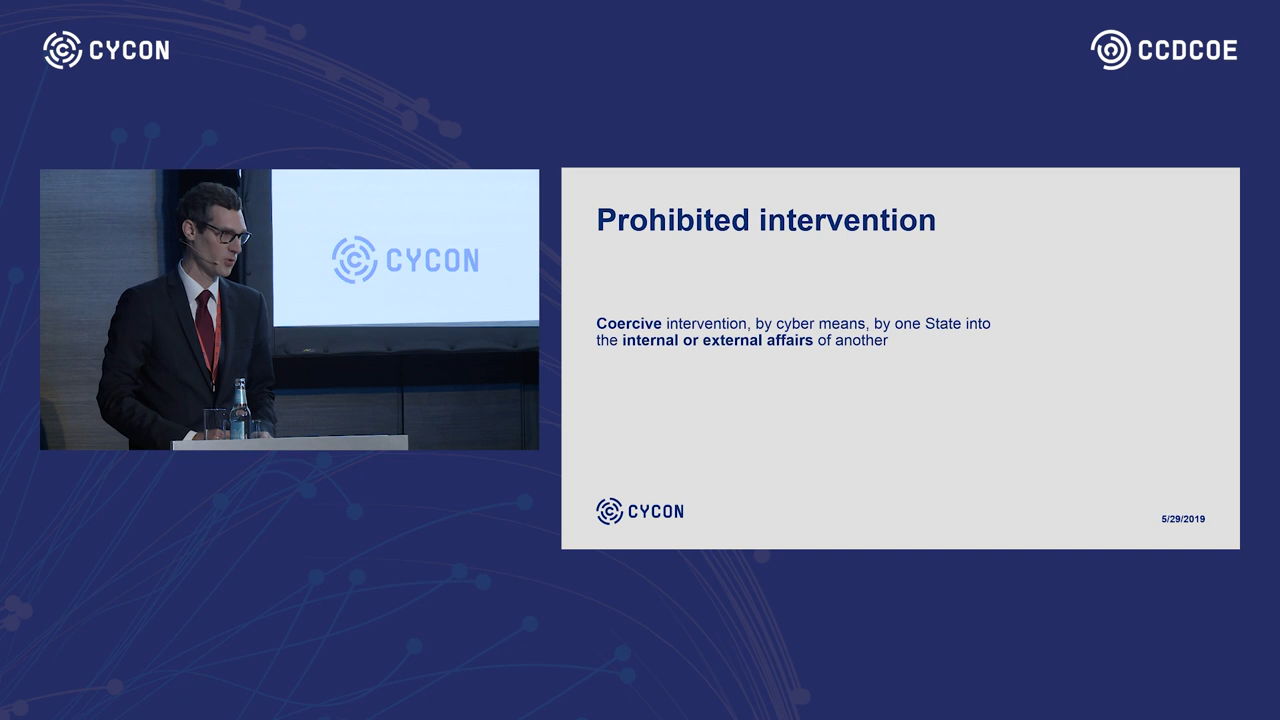 CYCON
CCDCOE
CYCON
Prohibited intervention
Coercive intervention, by cyber means, by one State into
the internal or external affairs of another
CYCON
5/29/2019